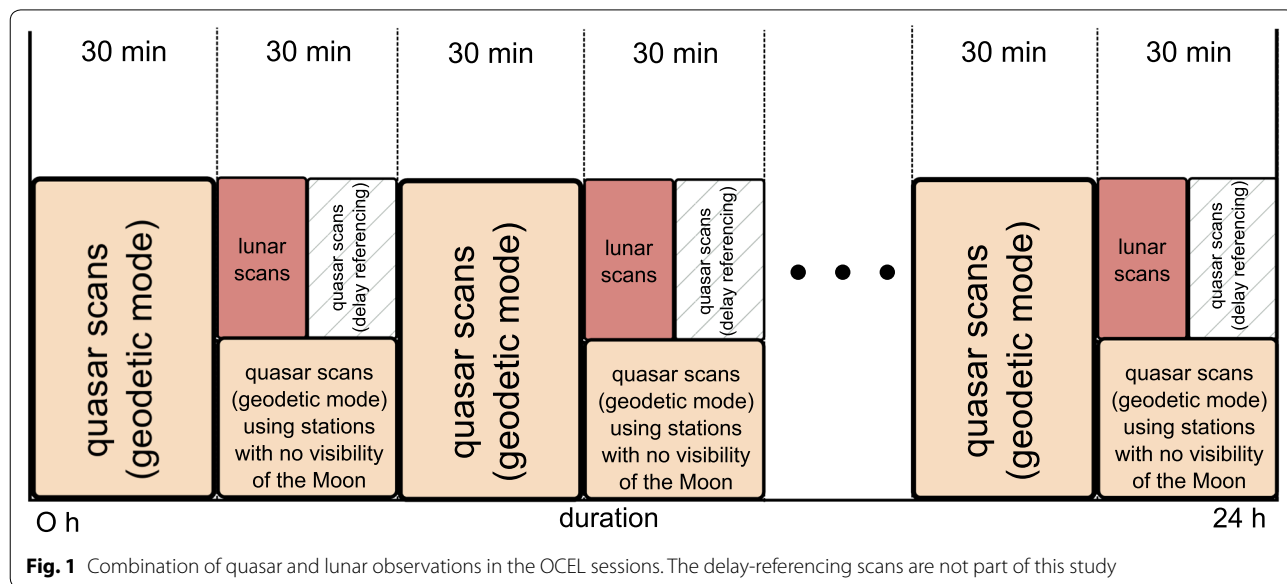 30 min
30 min
30 min
30 min
30 min
30 min
quasar scans
(geodetic mode)
lunar
scans
quasar scans
(delay referencing)
quasar scans
(geodetic mode)
using stations
with no visibility
of the Moon
quasar scans
(geodetic mode)
lunar
scans
quasar scans
(delay referencing)
quasar scans
(geodetic mode)
using stations
with no visibility
of the Moon
quasar scans
(geodetic mode)
lunar
scans
quasar scans
(delay referencing)
quasar scans
(geodetic mode)
using stations
with no visibility
of the Moon
O h
duration
24 h
Fig. 1 Combination of quasar and lunar observations in the OCEL sessions. The delay-referencing scans are not part of this study